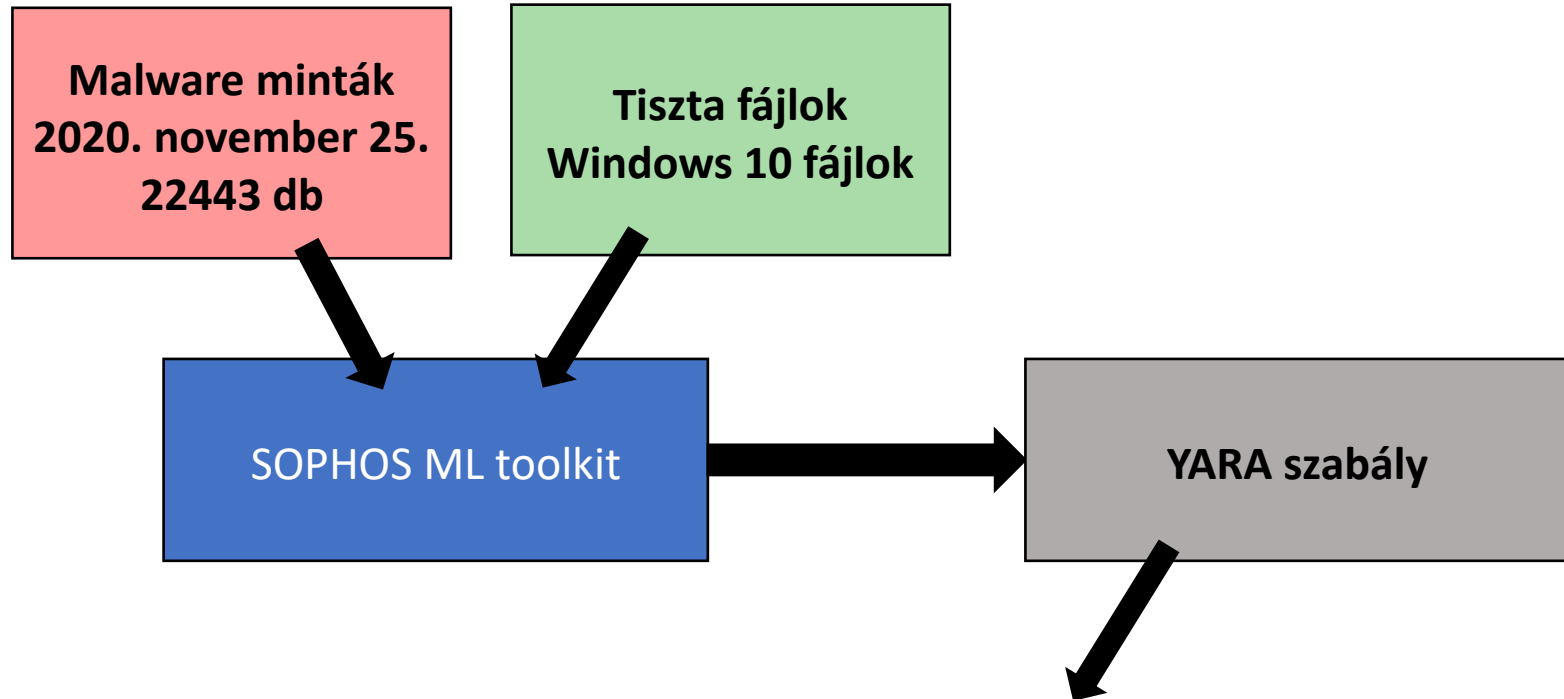 Malware minták
2020. november 25.
22443 db
Tiszta fájlok
Windows 10 fájlok
SOPHOS ML toolkit
YARA szabály